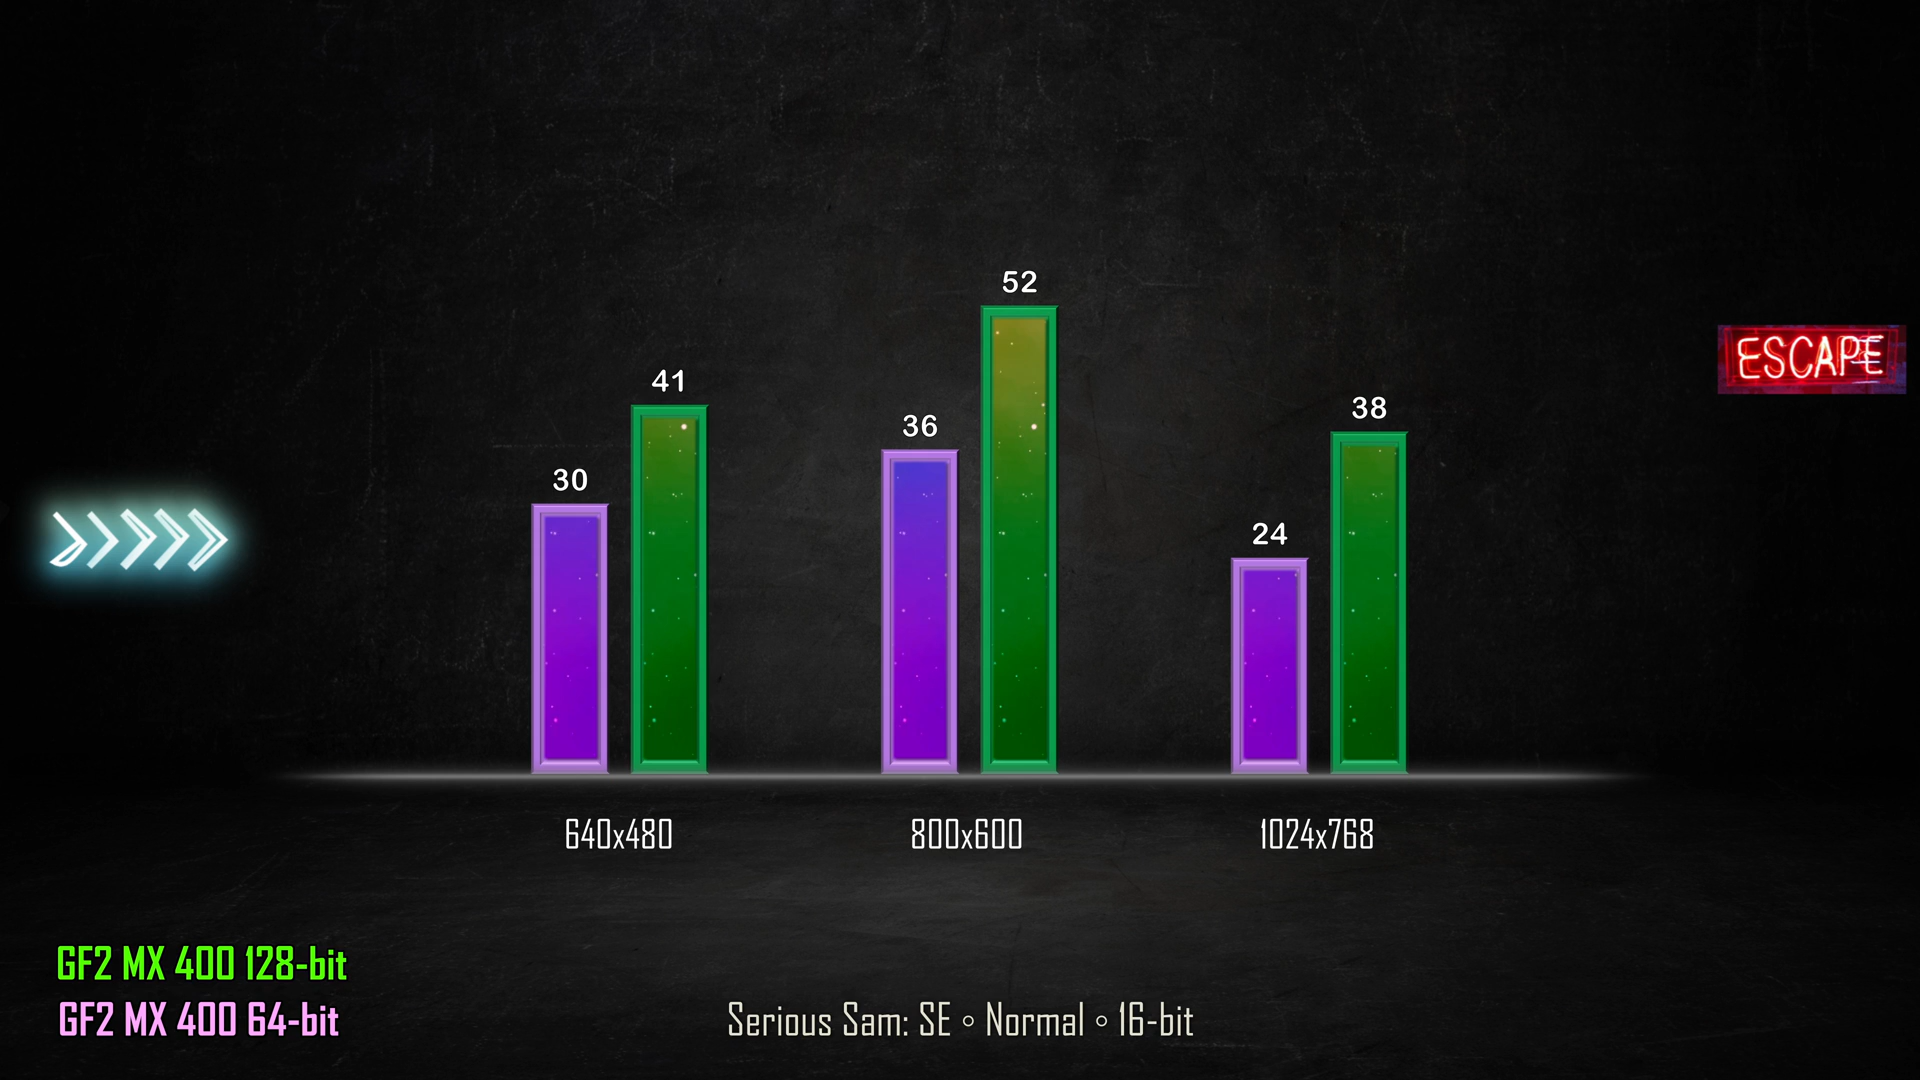 52
41
38
36
30
24
ESCAPE
640x480
800x600
1024x768
GF2 MX 400 128-bit
GF2 MX 400 64-bit
Serious Sam: SE ◦ Normal ◦ 16-bit